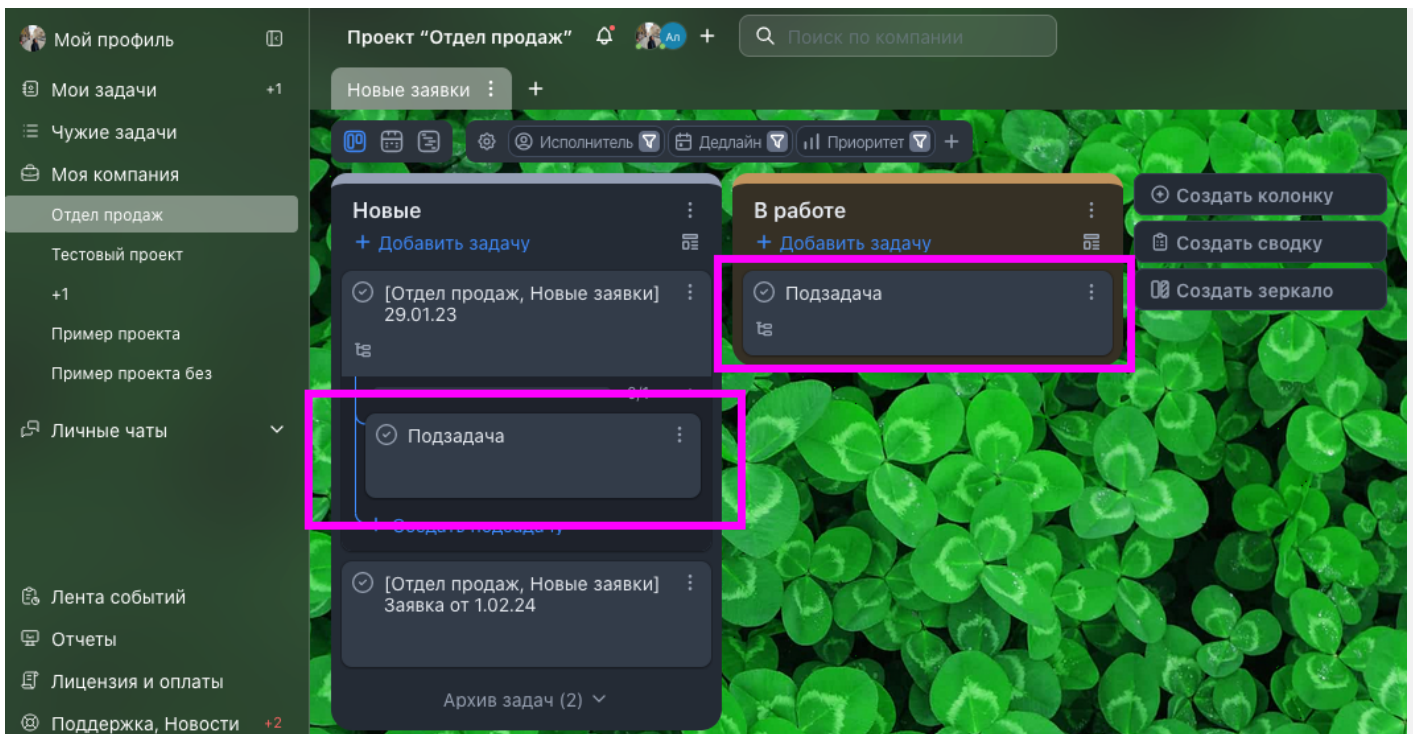 Мой профиль
Мои задачи +1
Чужие задачи
Моя компания
Отдел продаж
Тестовый проект
+1
Пример проекта
Пример проекта без
Личные чаты
Лента событий
Отчеты
Лицензия и оплаты
Поддержка, Новости +2
Проект “Отдел продаж” Ал + Поиск по компании
Новые заявки +
Исполнитель Дедлайн Приоритет +
Новые
+ Добавить задачу
[Отдел продаж, Новые заявки]
29.01.23
Подзадача
+ Создать подзадачу
[Отдел продаж, Новые заявки]
Заявка от 1.02.24
Архив задач (2)
В работе
+ Добавить задачу
Подзадача
Создать колонку
Создать сводку
Создать зеркало